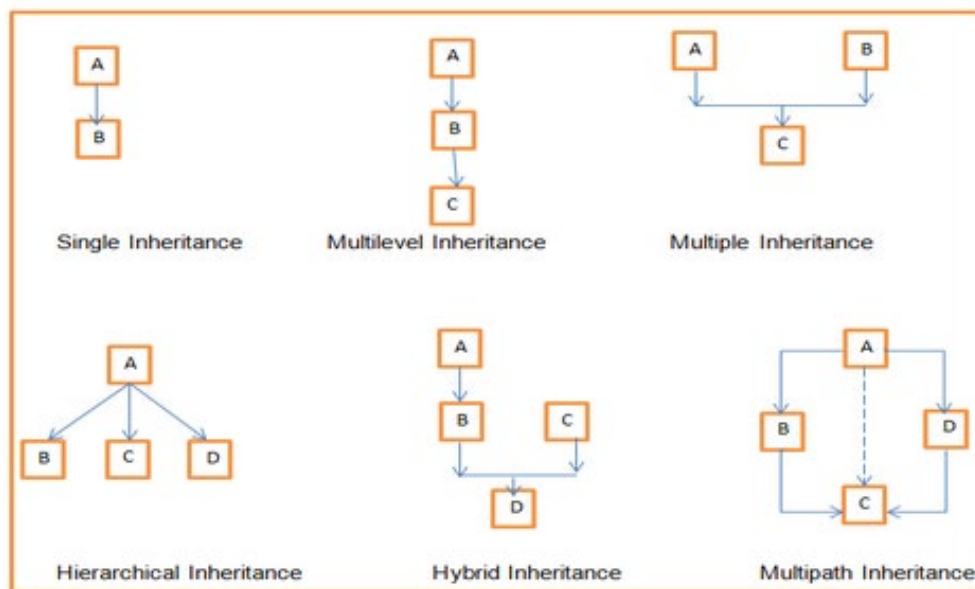 A
B
Single Inheritance
A
B
C
Multilevel Inheritance
A B
C
Multiple Inheritance
A
B C D
Hierarchical Inheritance
A
B C
D
Hybrid Inheritance
A
B D
C
Multipath Inheritance